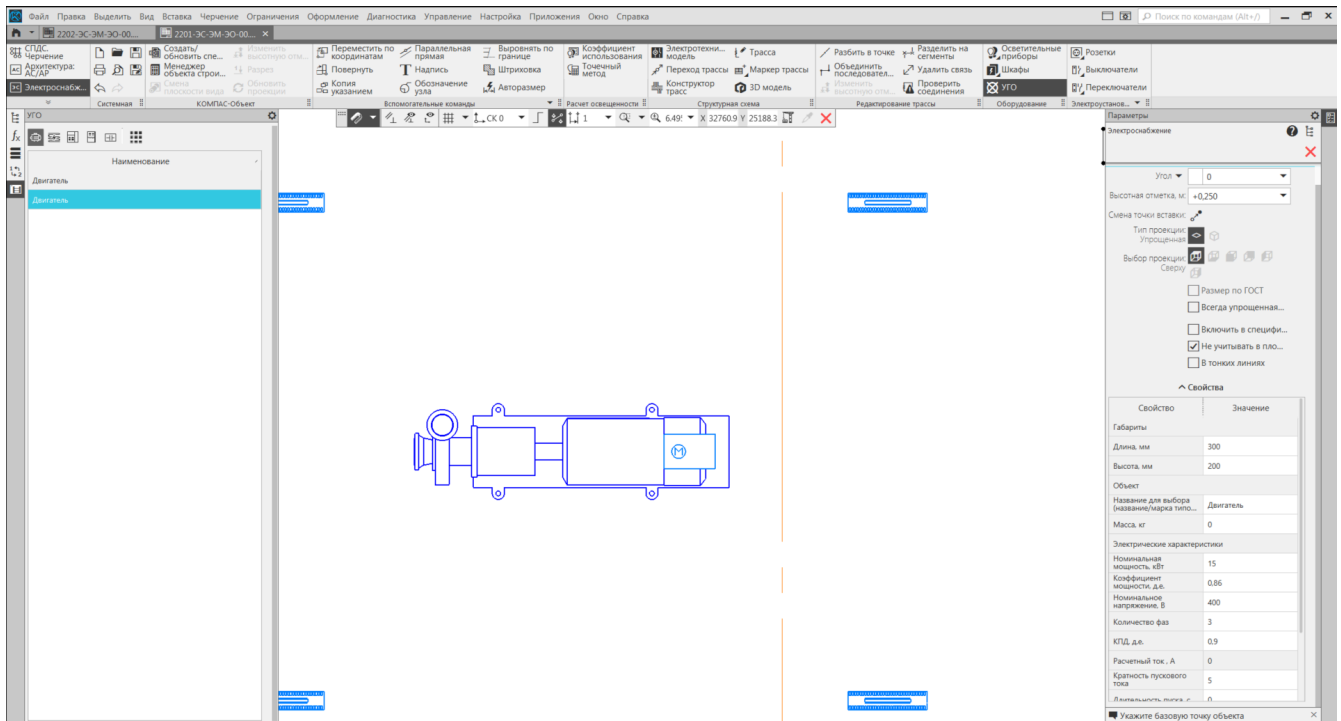 Файл Правка Выделить Вид Вставка Черчение Ограничения Оформление Диагностика Управление Настройка Приложения Окно Справка
Поиск по командам (Alt+/)
2202-ЭС-ЭМ-ЭО-00....
2201-ЭС-ЭМ-ЭО-00... ×
СПДС. Черчение
Архитектура: АС/АР
Электроснабж...
Системная
Создать/ обновить спе...
Менеджер объекта строи...
Смена плоскости вида
Изменить высотную отм...
Разрез
Обновить проекции
КОМПАС-Объект
Переместить по координатам
Повернуть
Копия указанием
Параллельная прямая
Надпись
Обозначение узла
Выровнять по границе
Штриховка
Авторазмер
Вспомогательные команды
Коэффициент использования
Точечный метод
Расчет освещенности
Электротехни... модель
Переход трассы
Конструктор трасс
Трасса
Маркер трассы
3D модель
Структурная схема
Разбить в точке
Объединить последовател...
Изменить высотную отм...
Разделить на сегменты
Удалить связь
Проверить соединения
Редактирование трассы
Осветительные приборы
Шкафы
УГО
Оборудование
Розетки
Выключатели
Переключатели
Электроустанов...
УГО
Наименование
Двигатель
Двигатель
СК 0
1
6.49
X 32760.9 Y 25188.3
M
Параметры
Электроснабжение
Угол
0
Высотная отметка, м:
+0,250
Смена точки вставки:
Тип проекции:
Упрощенная
Выбор проекции:
Сверху
Размер по ГОСТ
Всегда упрощенная...
Включить в специфи...
Не учитывать в пло...
В тонких линиях
Свойства
Свойство Значение
Габариты
Длина, мм 300
Высота, мм 200
Объект
Название для выбора
(название/марка типо... Двигатель
Масса, кг 0
Электрические характеристики
Номинальная
мощность, кВт 15
Коэффициент
мощности, д.е. 0,86
Номинальное
напряжение, В 400
Количество фаз 3
КПД, д.е. 0,9
Расчетный ток , А 0
Кратность пускового
тока 5
Длительность пуска, с 0
Укажите базовую точку объекта